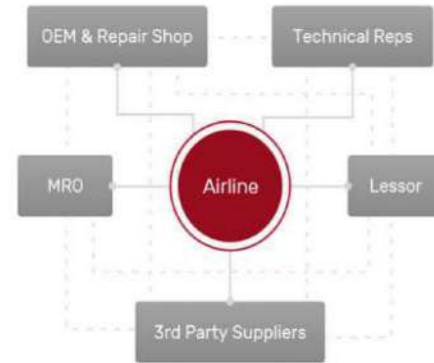 OEM & Repair Shop
Technical Reps
MRO
Airline
Lessor
3rd Party Suppliers